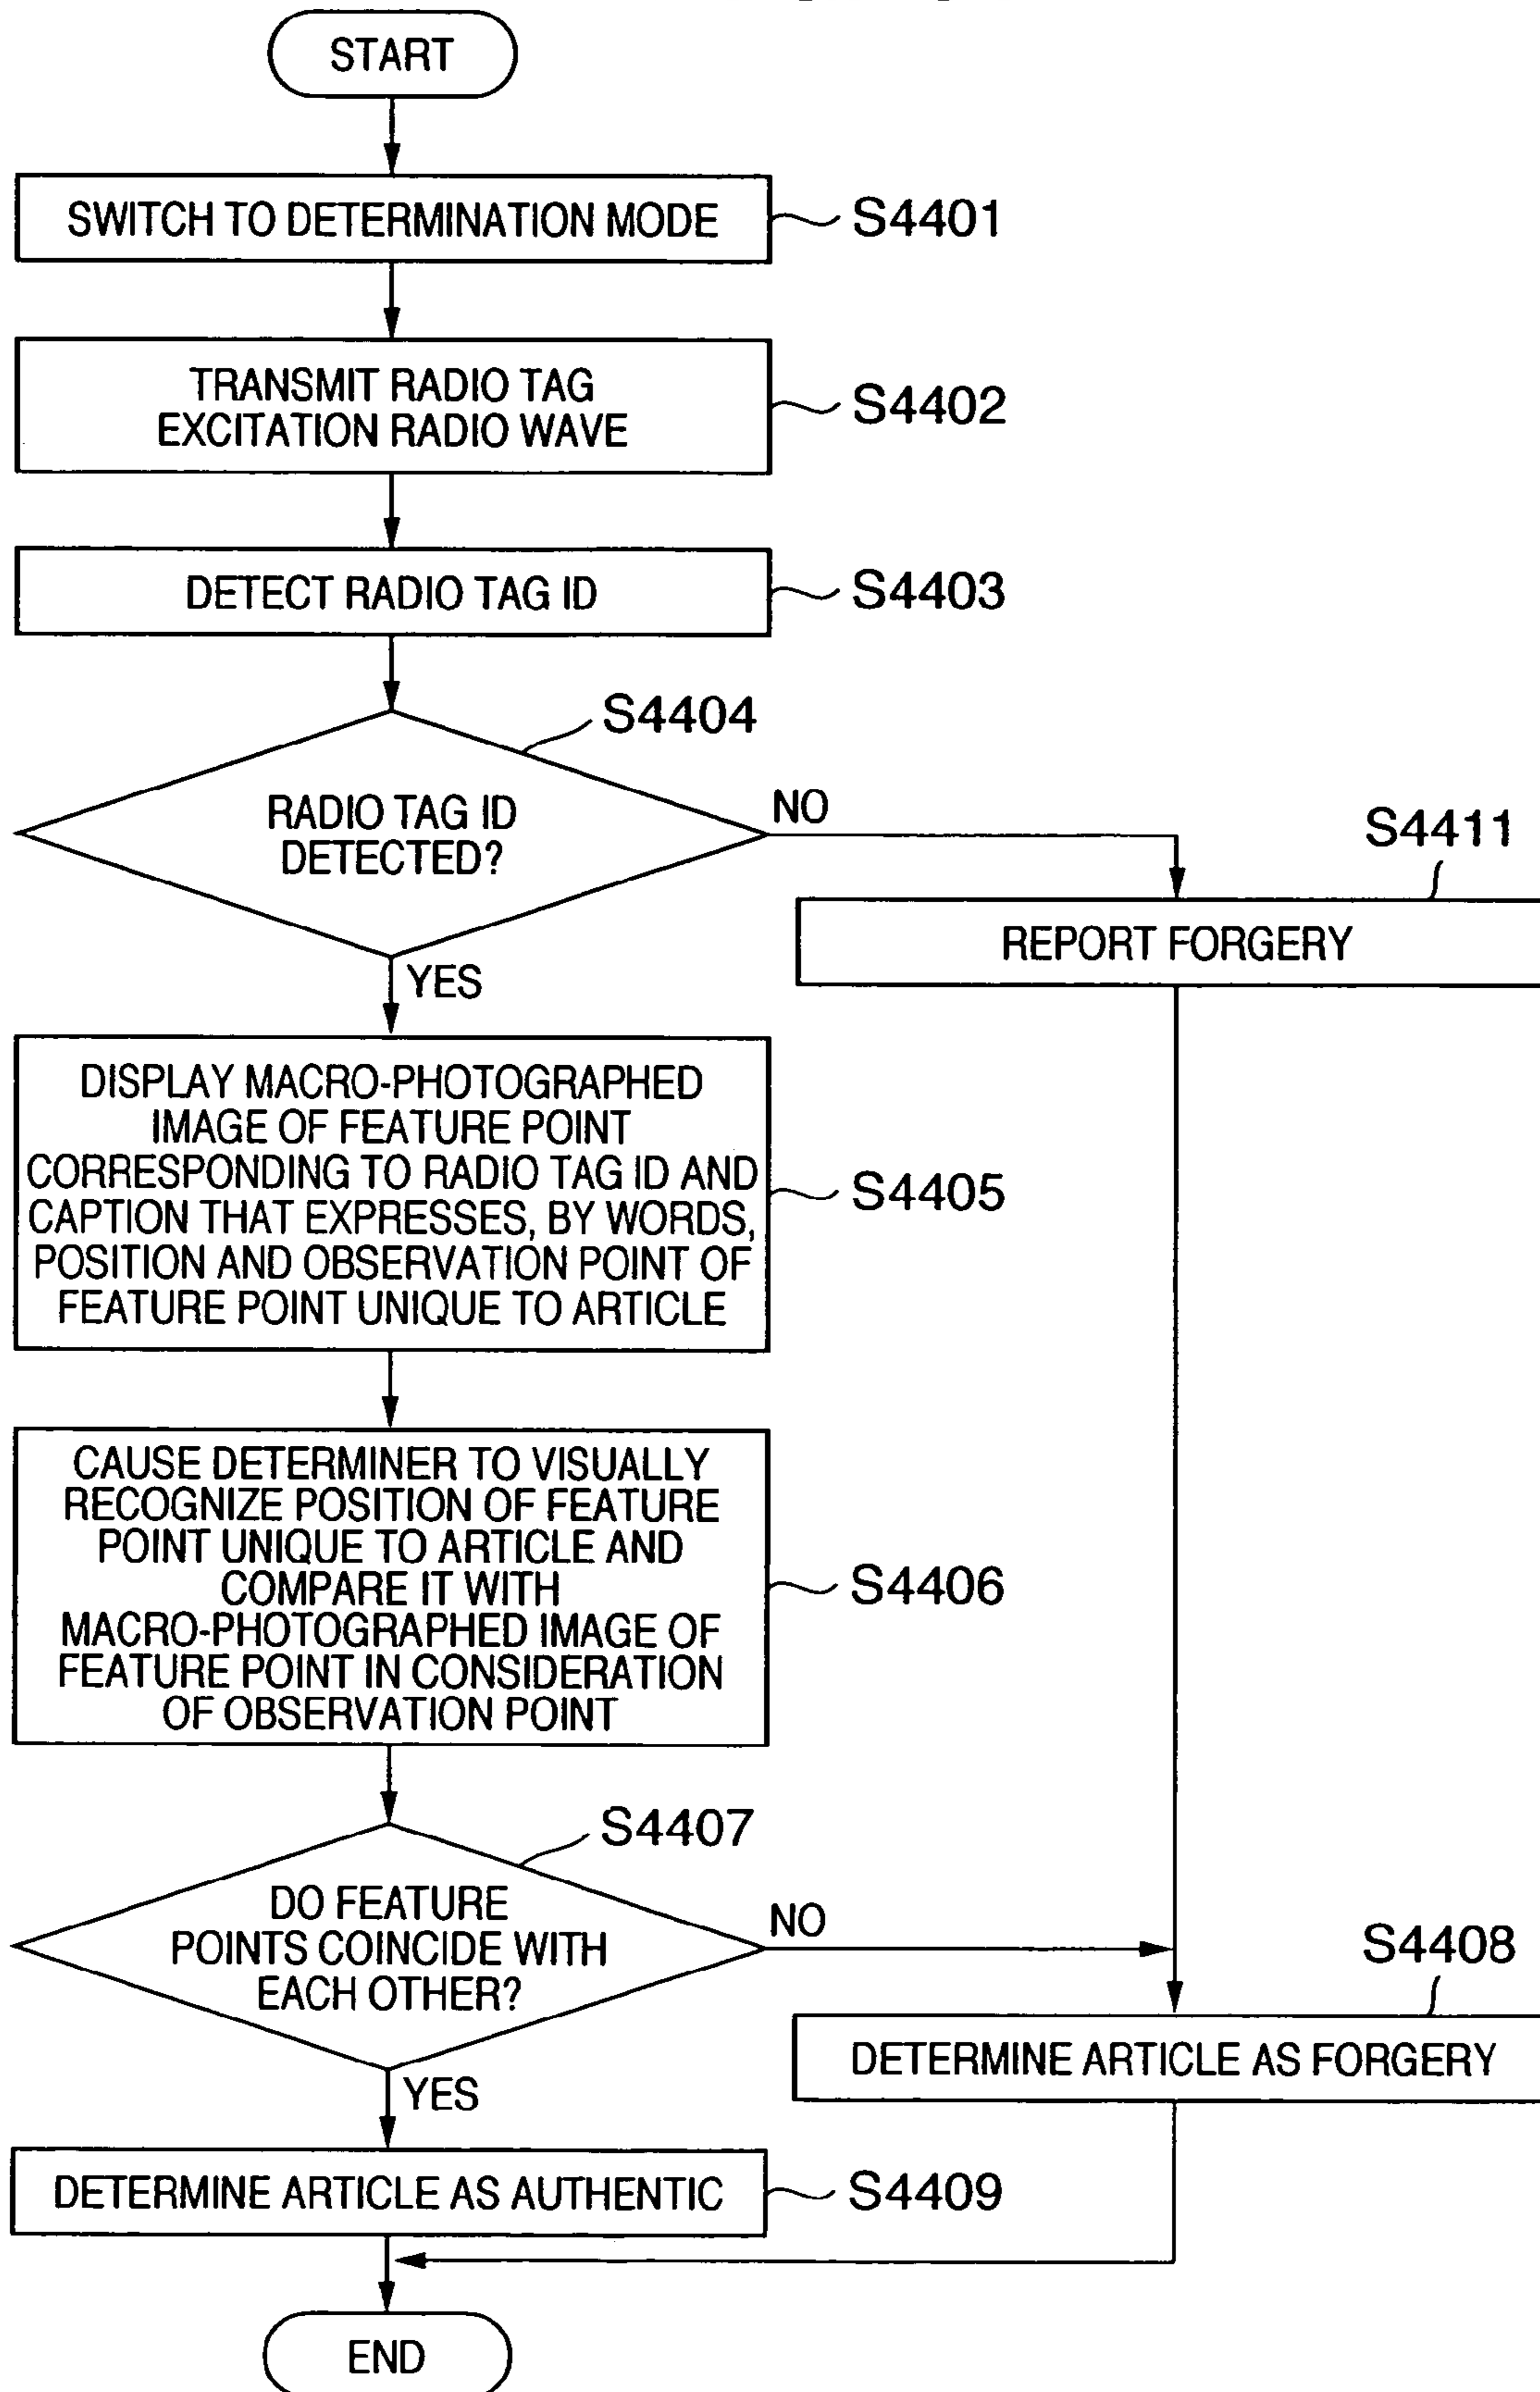 START
SWITCH TO DETERMINATION MODE
S4401
TRANSMIT RADIO TAG
EXCITATION RADIO WAVE
S4402
DETECT RADIO TAG ID
S4403
S4404
RADIO TAG ID
DETECTED?
NO
YES
S4411
REPORT FORGERY
DISPLAY MACRO-PHOTOGRAPHED
IMAGE OF FEATURE POINT
CORRESPONDING TO RADIO TAG ID AND
CAPTION THAT EXPRESSES, BY WORDS,
POSITION AND OBSERVATION POINT OF
FEATURE POINT UNIQUE TO ARTICLE
S4405
CAUSE DETERMINER TO VISUALLY
RECOGNIZE POSITION OF FEATURE
POINT UNIQUE TO ARTICLE AND
COMPARE IT WITH
MACRO-PHOTOGRAPHED IMAGE OF
FEATURE POINT IN CONSIDERATION
OF OBSERVATION POINT
S4406
S4407
DO FEATURE
POINTS COINCIDE WITH
EACH OTHER?
NO
YES
S4408
DETERMINE ARTICLE AS FORGERY
DETERMINE ARTICLE AS AUTHENTIC
S4409
END